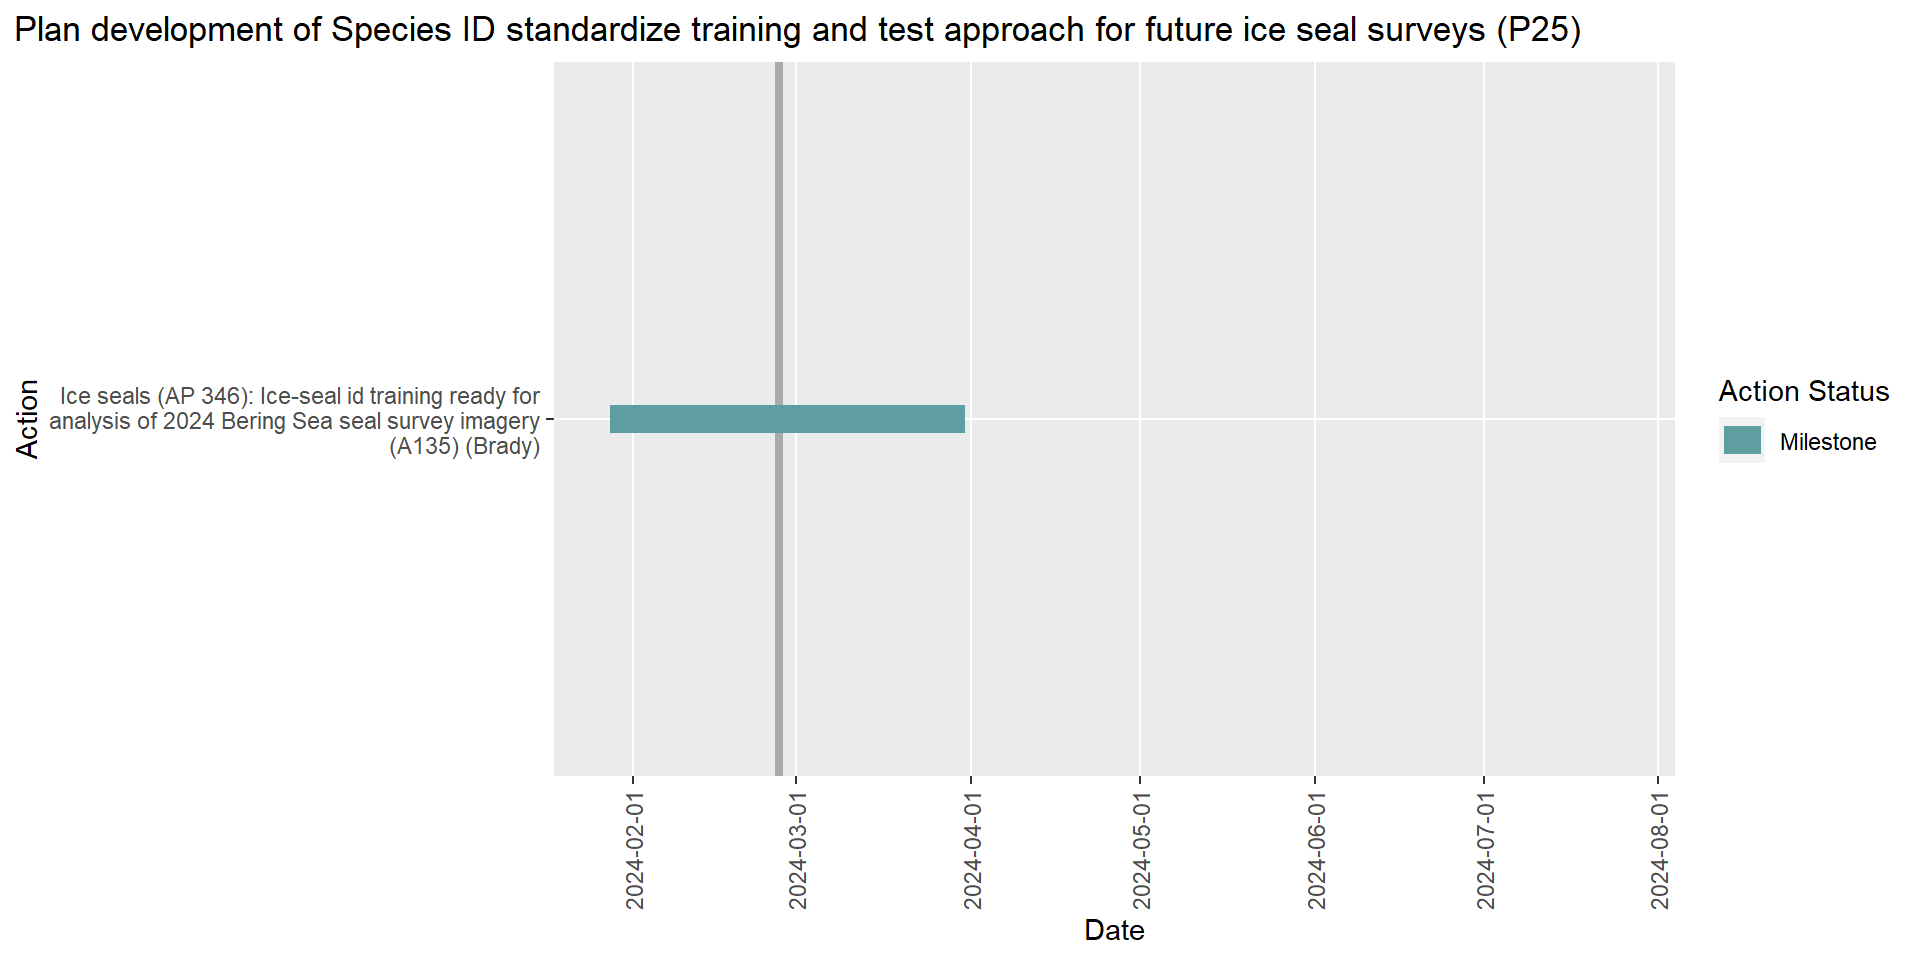 Plan development of Species ID standardize training and test approach for future ice seal surveys (P25)
Action
Ice seals (AP 346): Ice-seal id training ready for
analysis of 2024 Bering Sea seal survey imagery
(A135) (Brady)
Action Status
Milestone
2024-02-01
2024-03-01
2024-04-01
2024-05-01
2024-06-01
2024-07-01
2024-08-01
Date